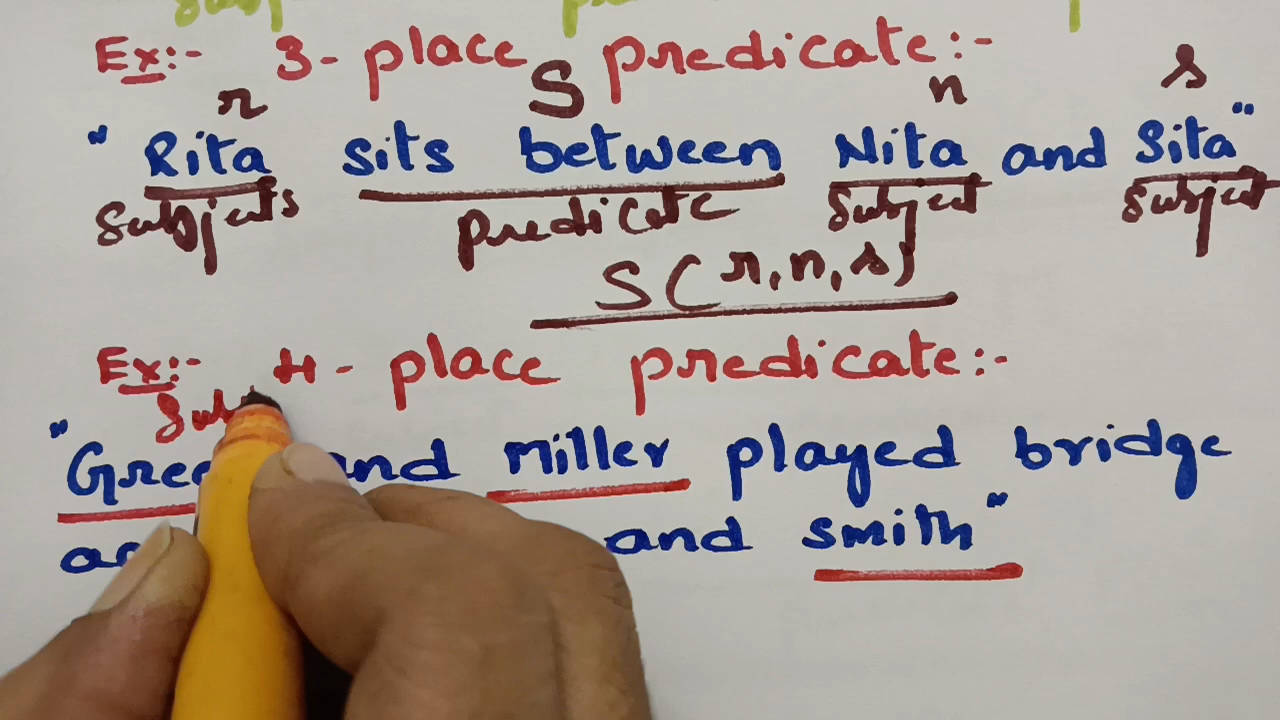 Ex:- 3-place predicate:-
r S n s
"Rita sits between Nita and Sita"
Subjects predicate Subject Subject
S(r,n,s)
Ex:- 4-place predicate:-
and Miller played bridge
and Smith"